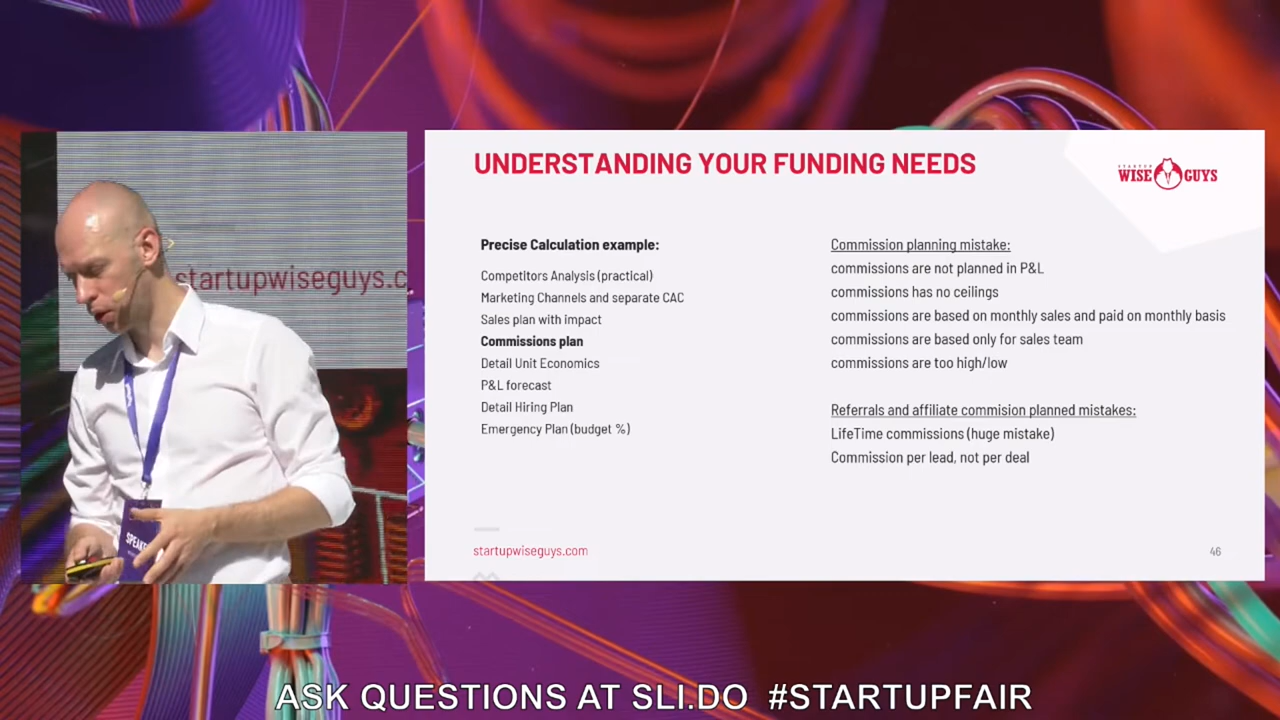 startupwiseguys.c
SPEAKE
UNDERSTANDING YOUR FUNDING NEEDS
STARTUP
WISE GUYS
Precise Calculation example:
Competitors Analysis (practical)
Marketing Channels and separate CAC
Sales plan with impact
Commissions plan
Detail Unit Economics
P&L forecast
Detail Hiring Plan
Emergency Plan (budget %)
Commission planning mistake:
commissions are not planned in P&L
commissions has no ceilings
commissions are based on monthly sales and paid on monthly basis
commissions are based only for sales team
commissions are too high/low
Referrals and affiliate commision planned mistakes:
LifeTime commissions (huge mistake)
Commission per lead, not per deal
startupwiseguys.com
46
ASK QUESTIONS AT SLI.DO #STARTUPFAIR